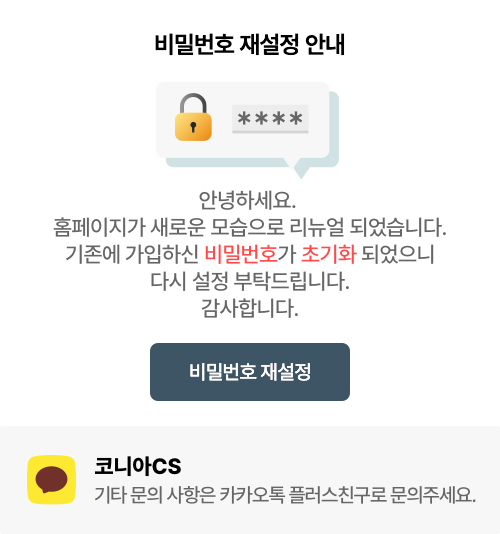 비밀번호 재설정 안내
****
안녕하세요.
홈페이지가 새로운 모습으로 리뉴얼 되었습니다.
기존에 가입하신 비밀번호가 초기화 되었으니
다시 설정 부탁드립니다.
감사합니다.
비밀번호 재설정
코니아CS
기타 문의 사항은 카카오톡 플러스친구로 문의주세요.